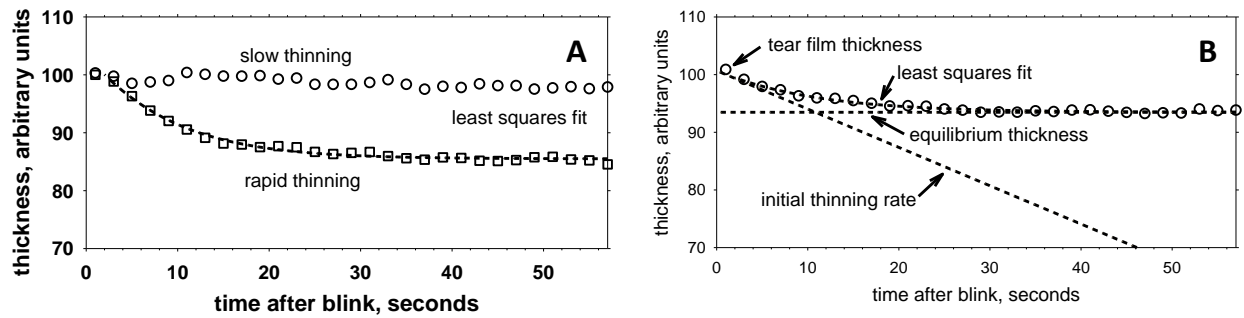 thickness, arbitrary units
110
100
90
80
70
A
slow thinning
least squares fit
rapid thinning
0 10 20 30 40 50
time after blink, seconds
thickness, arbitrary units
110
100
90
80
70
B
tear film thickness
least squares fit
equilibrium thickness
initial thinning rate
0 10 20 30 40 50
time after blink, seconds